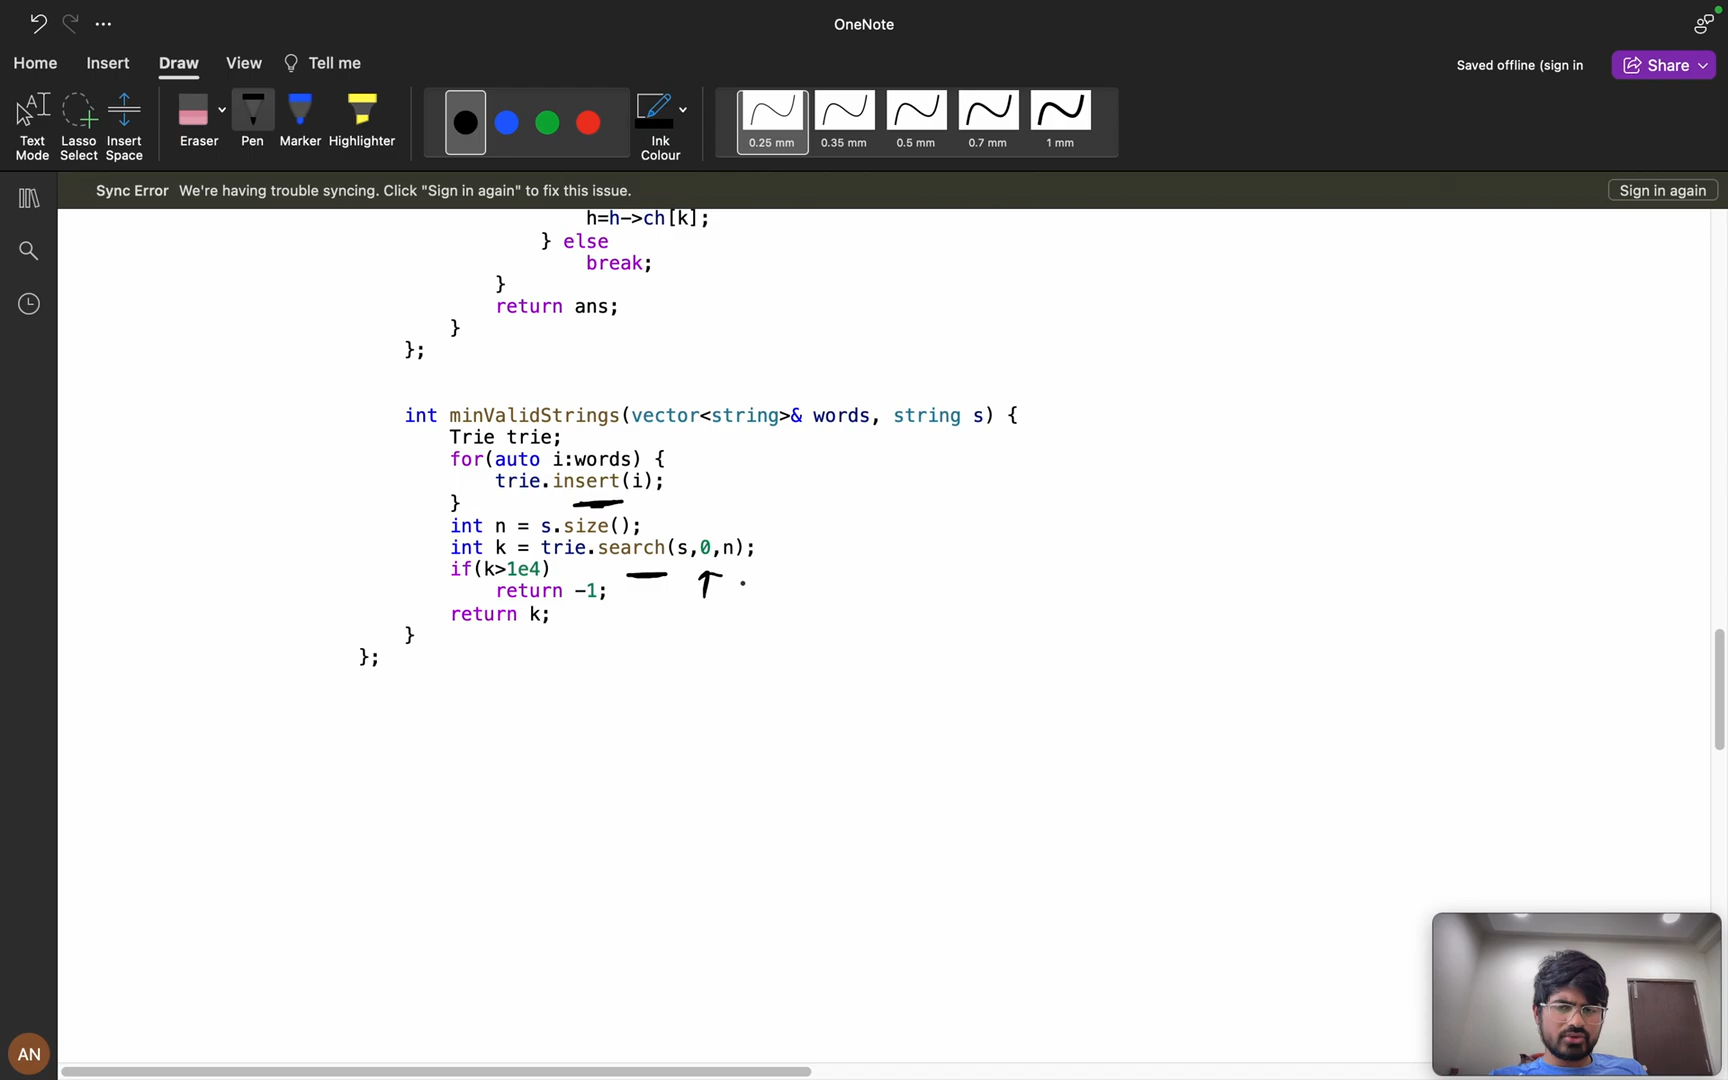 OneNote
Home Insert Draw View Tell me
Saved offline (sign in
Share
Text Mode
Lasso Select
Insert Space
Eraser
Pen
Marker
Highlighter
Ink Colour
0.25 mm
0.35 mm
0.5 mm
0.7 mm
1 mm
Sync Error We're having trouble syncing. Click "Sign in again" to fix this issue.
Sign in again
h=h->ch[k];
} else
break;
}
return ans;
}
};
int minValidStrings(vector<string>& words, string s) {
Trie trie;
for(auto i:words) {
trie.insert(i);
}
int n = s.size();
int k = trie.search(s,0,n);
if(k>1e4)
return -1;
return k;
}
};
AN